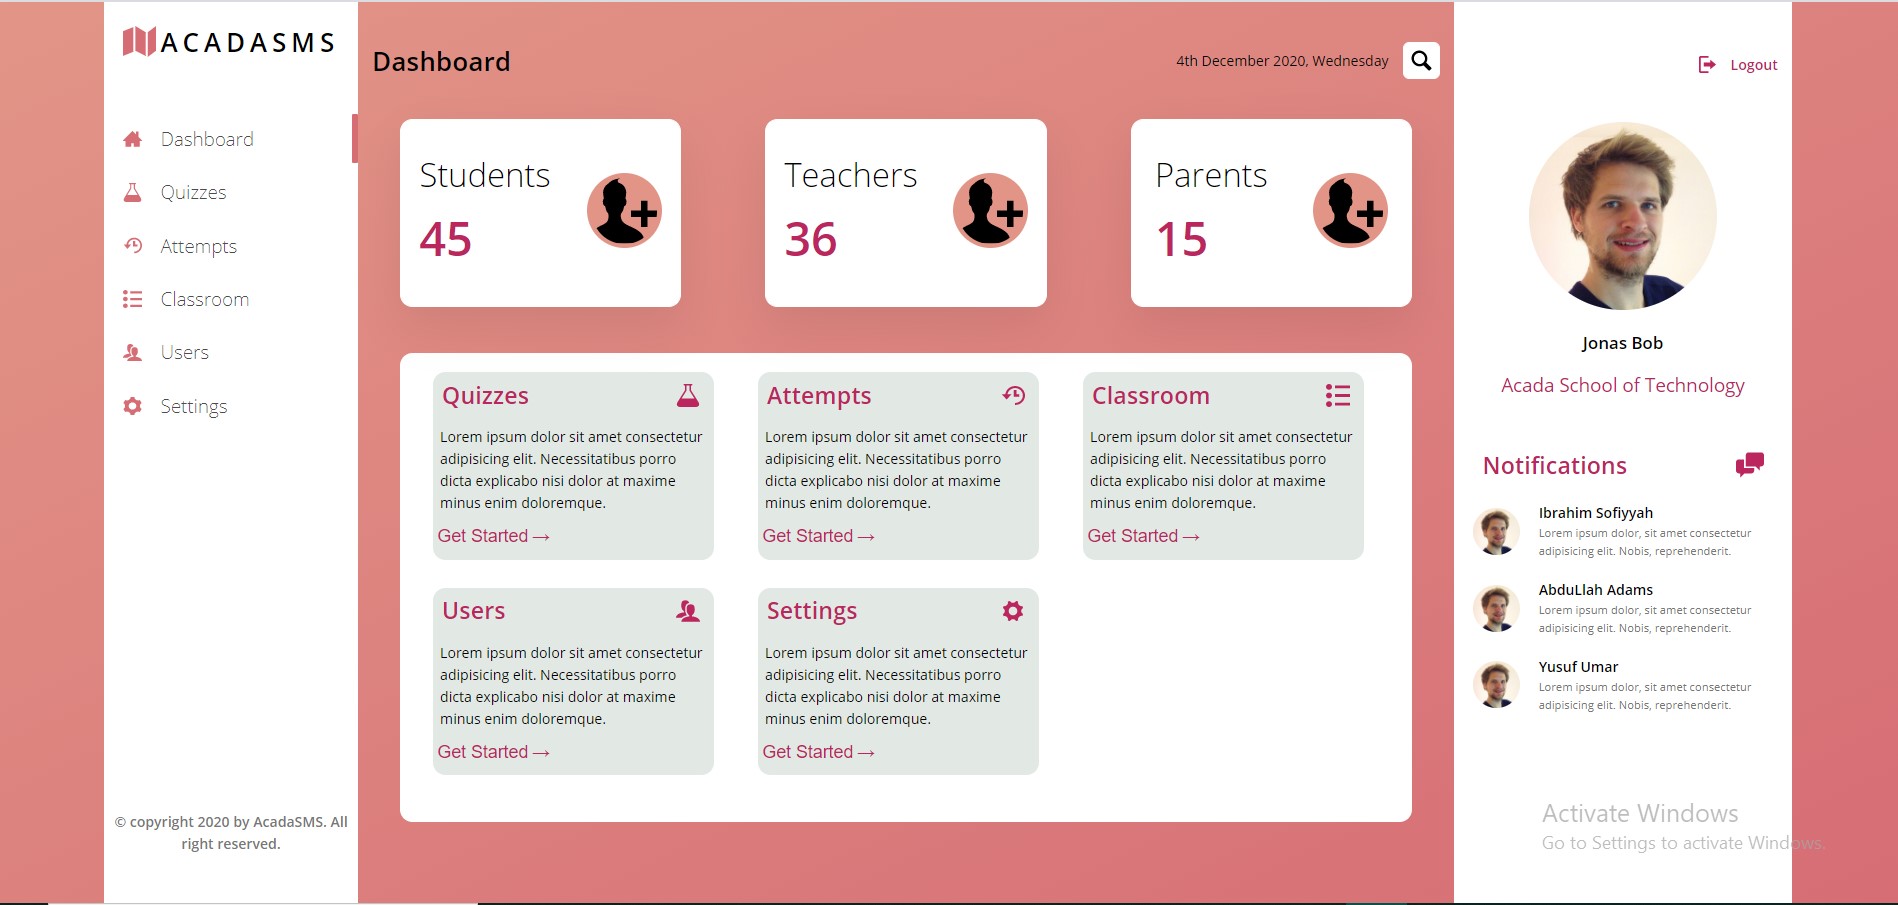 ACADASMS
Dashboard
Quizzes
Attempts
Classroom
Users
Settings
© copyright 2020 by AcadaSMS. All
right reserved.
Dashboard
4th December 2020, Wednesday
Students
45
Teachers
36
Parents
15
Quizzes
Lorem ipsum dolor sit amet consectetur
adipisicing elit. Necessitatibus porro
dicta explicabo nisi dolor at maxime
minus enim doloremque.
Get Started →
Attempts
Lorem ipsum dolor sit amet consectetur
adipisicing elit. Necessitatibus porro
dicta explicabo nisi dolor at maxime
minus enim doloremque.
Get Started →
Classroom
Lorem ipsum dolor sit amet consectetur
adipisicing elit. Necessitatibus porro
dicta explicabo nisi dolor at maxime
minus enim doloremque.
Get Started →
Users
Lorem ipsum dolor sit amet consectetur
adipisicing elit. Necessitatibus porro
dicta explicabo nisi dolor at maxime
minus enim doloremque.
Get Started →
Settings
Lorem ipsum dolor sit amet consectetur
adipisicing elit. Necessitatibus porro
dicta explicabo nisi dolor at maxime
minus enim doloremque.
Get Started →
Logout
Jonas Bob
Acada School of Technology
Notifications
Ibrahim Sofiyyah
Lorem ipsum dolor, sit amet consectetur
adipisicing elit. Nobis, reprehenderit.
AbduLlah Adams
Lorem ipsum dolor, sit amet consectetur
adipisicing elit. Nobis, reprehenderit.
Yusuf Umar
Lorem ipsum dolor, sit amet consectetur
adipisicing elit. Nobis, reprehenderit.
Activate Windows
Go to Settings to activate Windows.